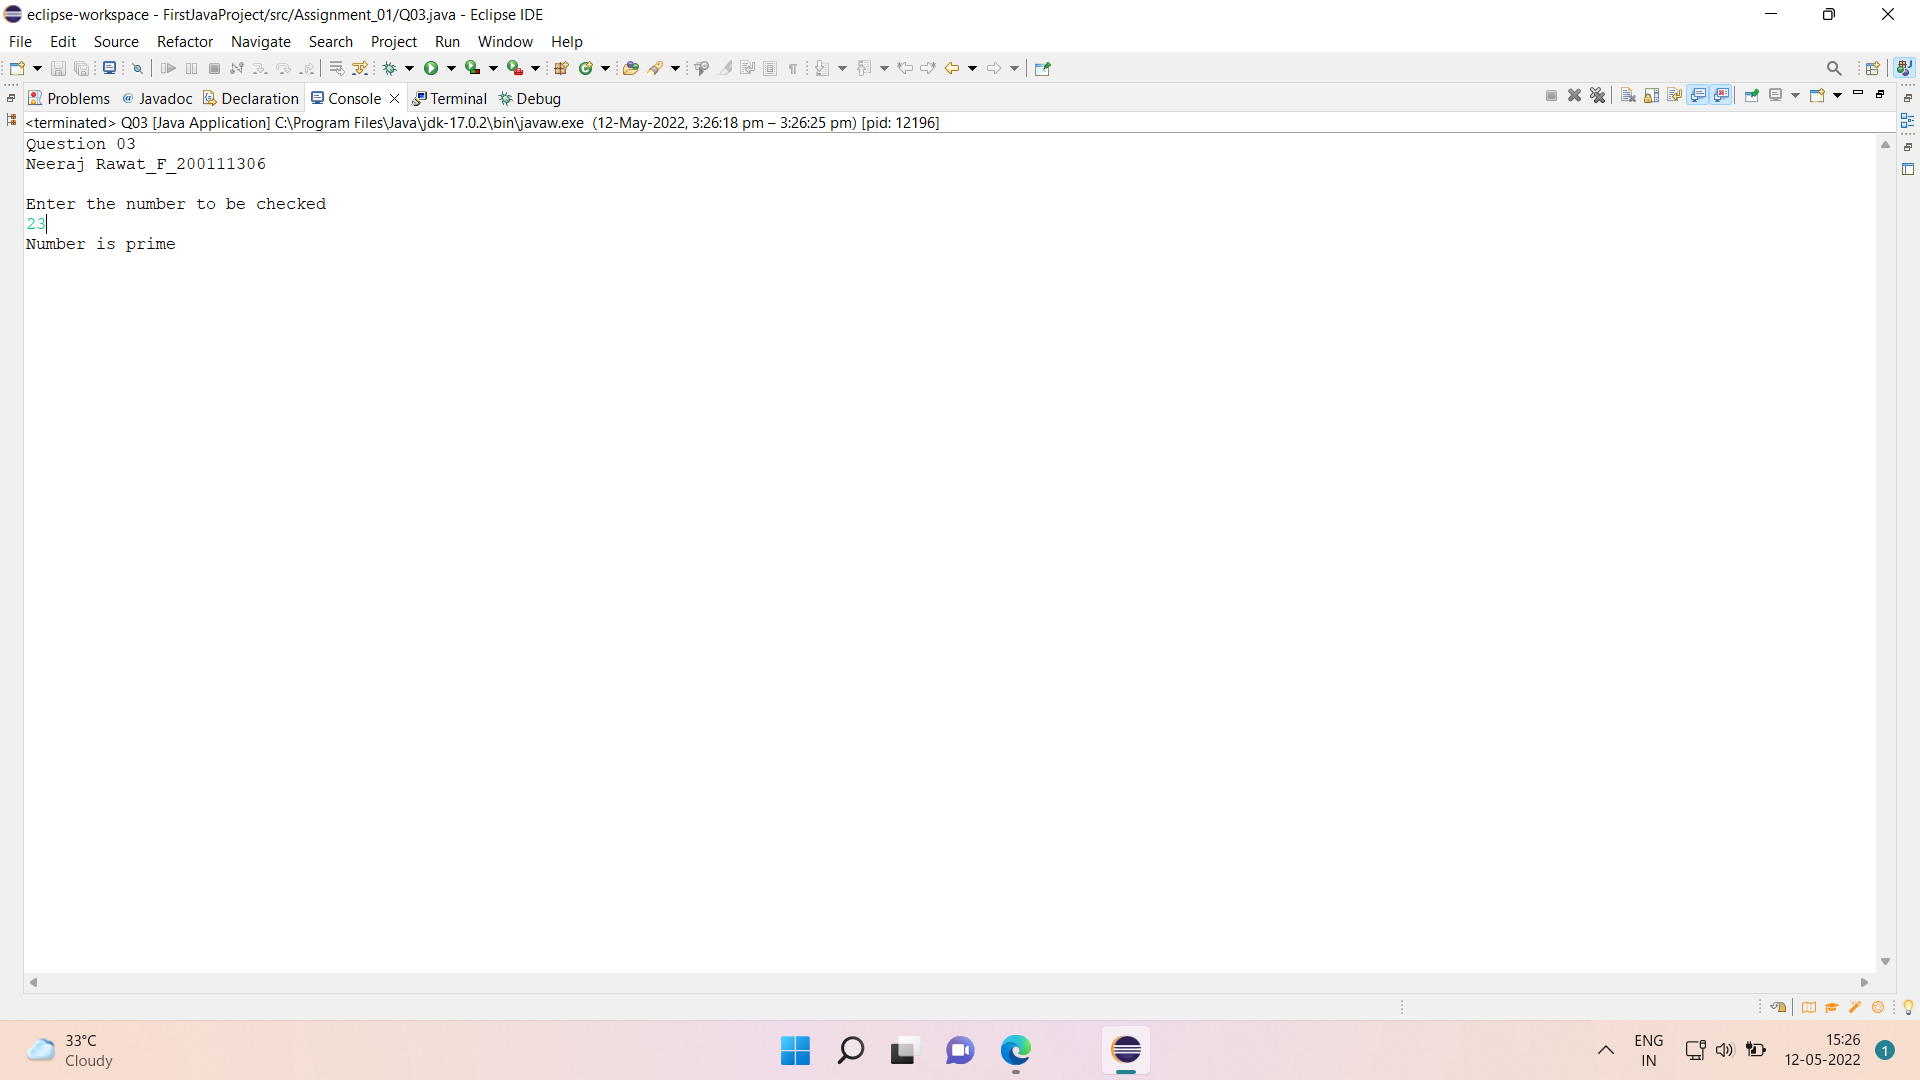 eclipse-workspace - FirstJavaProject/src/Assignment_01/Q03.java - Eclipse IDE
File Edit Source Refactor Navigate Search Project Run Window Help
Problems @ Javadoc Declaration Console Terminal Debug
<terminated> Q03 [Java Application] C:\Program Files\Java\jdk-17.0.2\bin\javaw.exe (12-May-2022, 3:26:18 pm – 3:26:25 pm) [pid: 12196]
Question 03
Neeraj Rawat_F_200111306
Enter the number to be checked
23
Number is prime
33°C
Cloudy
ENG
IN
15:26
12-05-2022
1